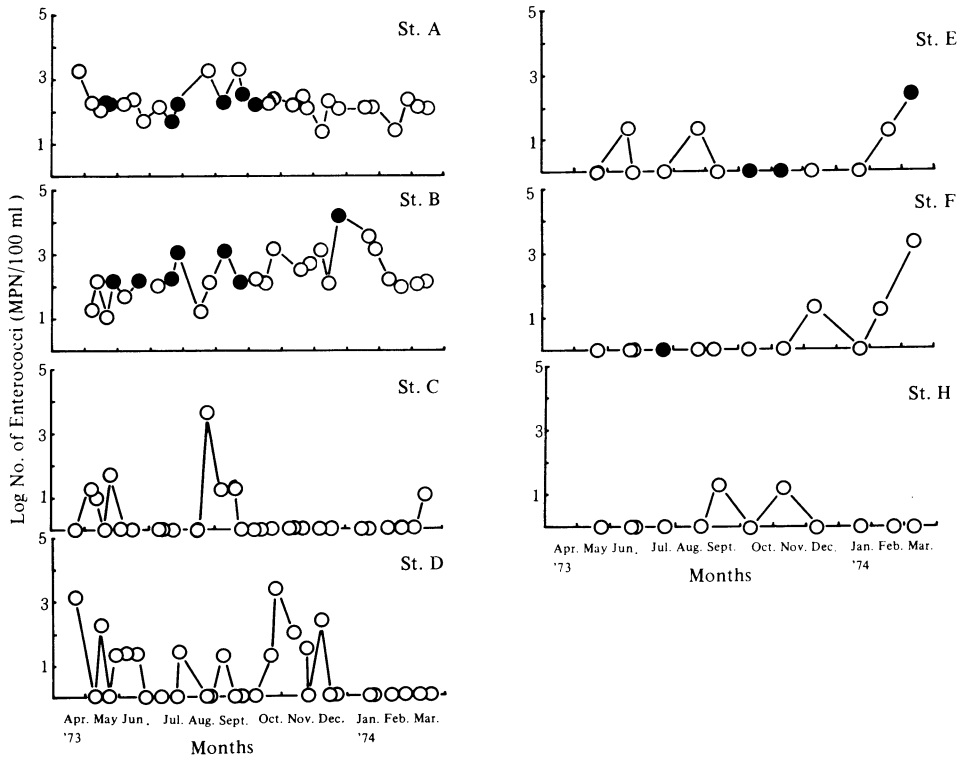 Log No. of Enterococci (MPN/100 ml)
5
3
1
St. A
5
3
1
St. B
5
3
1
St. C
5
3
1
St. D
Apr. May Jun. Jul. Aug. Sept. Oct. Nov. Dec. Jan. Feb. Mar.
'73 '74
Months
5
3
1
St. E
5
3
1
St. F
5
3
1
St. H
Apr. May Jun. Jul. Aug. Sept. Oct. Nov. Dec. Jan. Feb. Mar.
'73 '74
Months